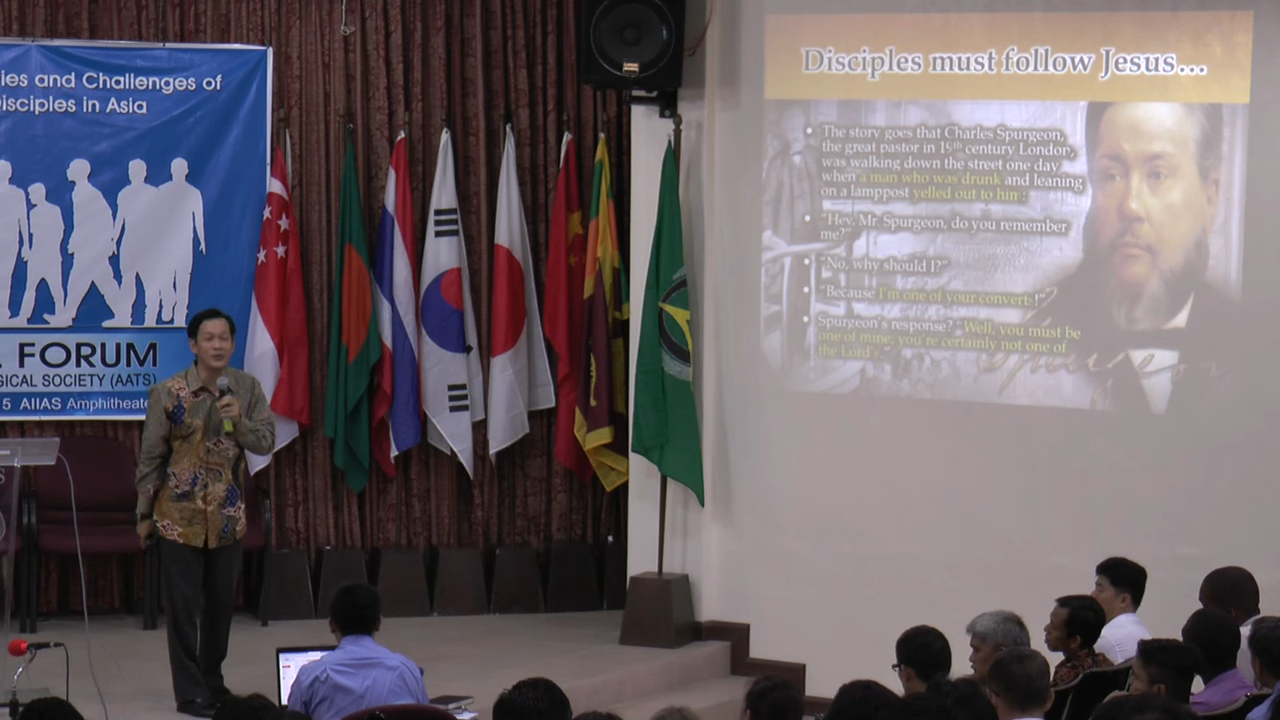 ies and Challenges of
Disciples in Asia
FORUM
GICAL SOCIETY (AATS)
5 AIIAS Amphitheate
Disciples must follow Jesus...
• The story goes that Charles Spurgeon,
the great pastor in 19th century London,
was walking down the street one day
when a man who was drunk and leaning
on a lamppost yelled out to him:
• "Hey, Mr. Spurgeon, do you remember
me?"
• "No, why should I?"
• "Because I'm one of your converts!"
• Spurgeon's response? "Well, you must be
one of mine; you're certainly not one of
the Lord's."